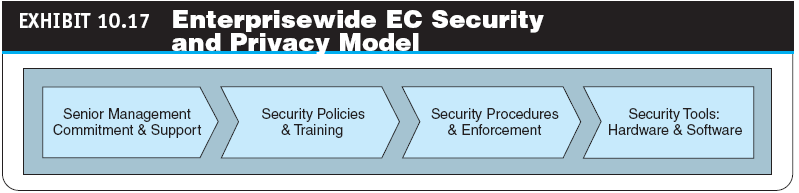 EXHIBIT 10.17 Enterprisewide EC Security
and Privacy Model
Senior Management
Commitment & Support
Security Policies
& Training
Security Procedures
& Enforcement
Security Tools:
Hardware & Software